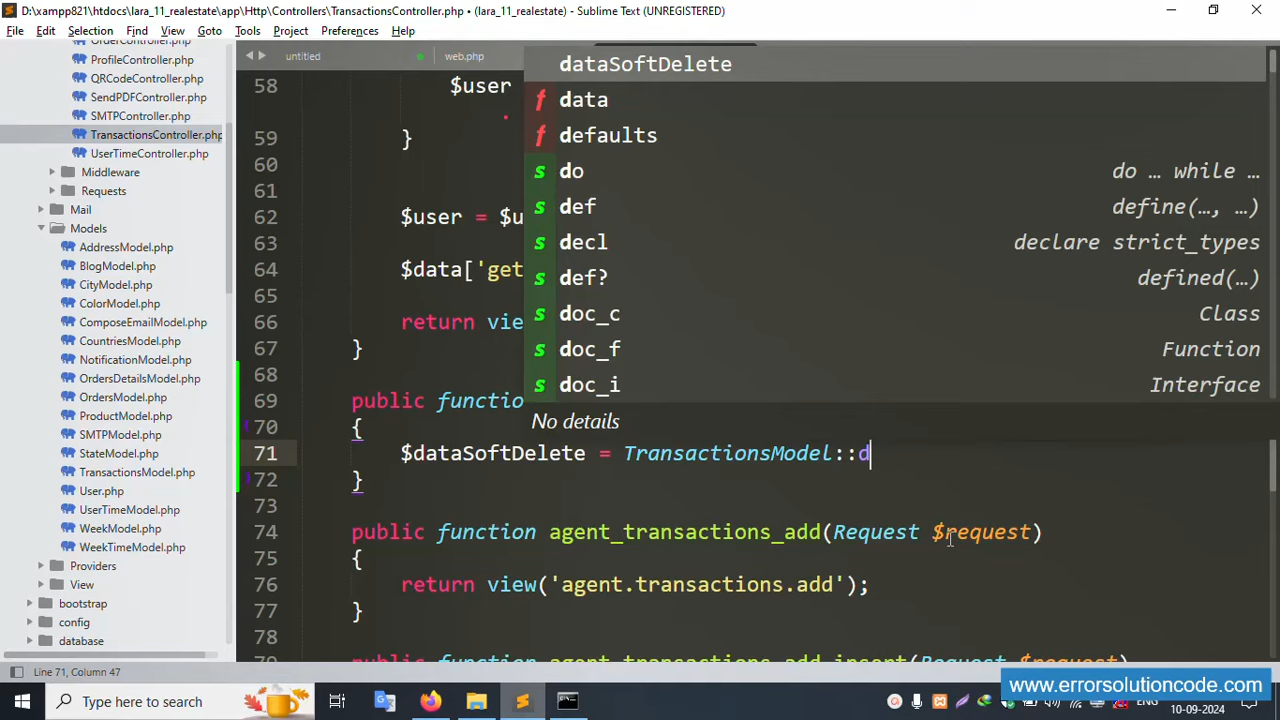 D:\xampp821\htdocs\lara_11_realestate\app\Http\Controllers\TransactionsController.php • (lara_11_realestate) - Sublime Text (UNREGISTERED)
File Edit Selection Find View Goto Tools Project Preferences Help
ProfileController.php
QRCodeController.php
SendPDFController.php
SMTPController.php
TransactionsController.php
UserTimeController.php
Middleware
Requests
Mail
Models
AddressModel.php
BlogModel.php
CityModel.php
ColorModel.php
ComposeEmailModel.php
CountriesModel.php
NotificationModel.php
OrdersDetailsModel.php
OrdersModel.php
ProductModel.php
SMTPModel.php
StateModel.php
TransactionsModel.php
User.php
UserTimeModel.php
WeekModel.php
WeekTimeModel.php
Providers
View
bootstrap
config
database
untitled
web.php
58 $user
59 }
60
61
62 $user = $u
63
64 $data['get
65
66 return vie
67 }
68
69 public functio
70 {
71 $dataSoftDelete = TransactionsModel::d
72 }
73
74 public function agent_transactions_add(Request $request)
75 {
76 return view('agent.transactions.add');
77 }
78
dataSoftDelete
f data
f defaults
s do do … while …
s def define(…, …)
s decl declare strict_types
s def? defined(…)
s doc_c Class
s doc_f Function
s doc_i Interface
No details
Line 71, Column 47
www.errorsolutioncode.com
Type here to search
10-09-2024